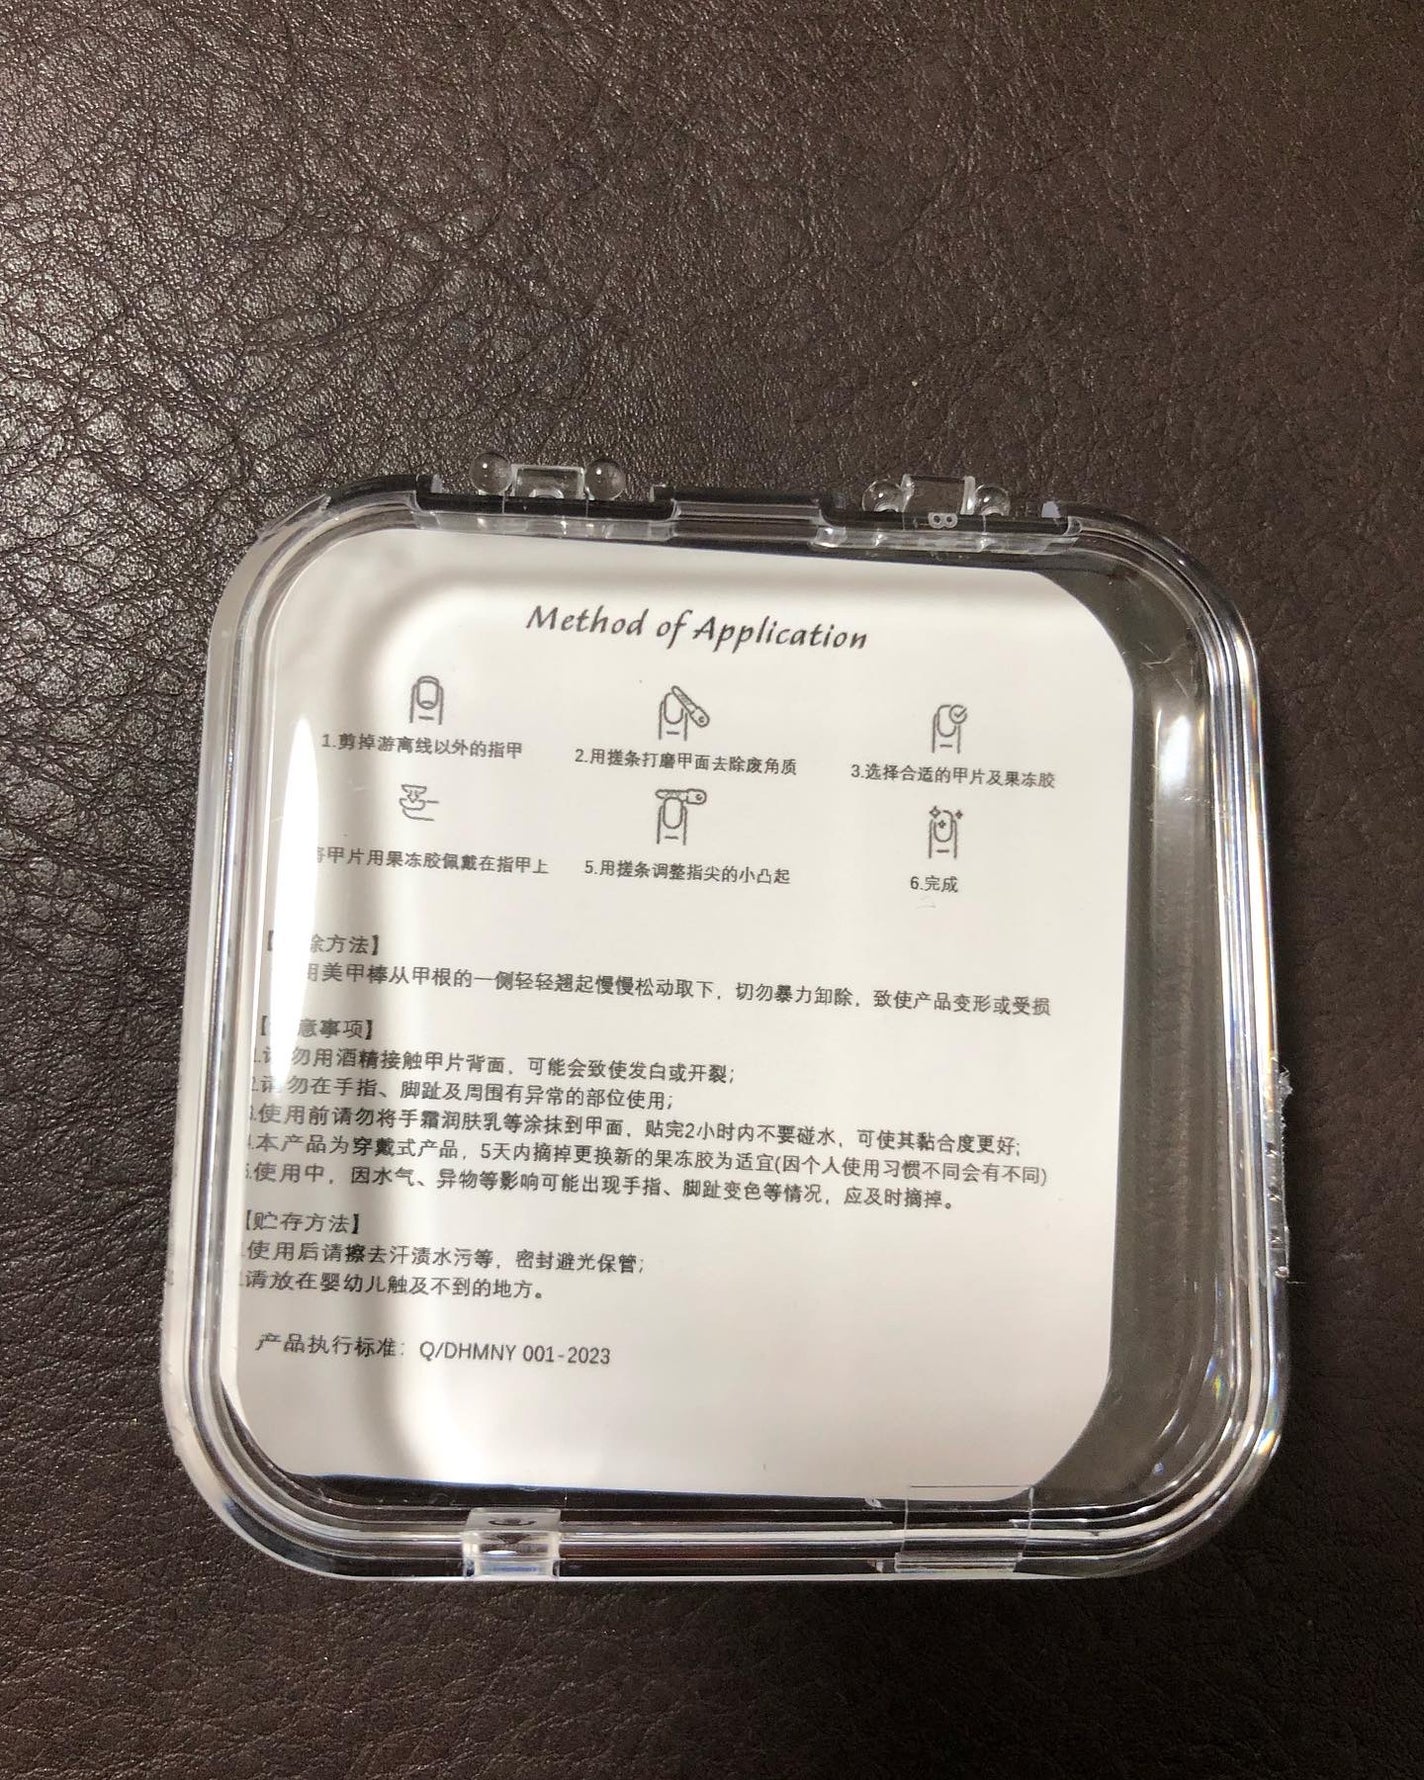 Method of Application
1.剪掉游离线以外的指甲
2.用搓条打磨甲面去除废角质
3.选择合适的甲片及果冻胶
甲片用果冻胶佩戴在指甲上
5.用搓条调整指尖的小凸起
6.完成
除方法】
用美甲棒从甲根的一侧轻轻翘起慢慢松动取下，切勿暴力卸除，致使产品变形或受损
意事项】
勿用酒精接触甲片背面，可能会致使发白或开裂；
2.请勿在手指、脚趾及周围有异常的部位使用；
.使用前请勿将手霜润肤乳等涂抹到甲面，贴完2小时内不要碰水，可使其黏合度更好；
.本产品为穿戴式产品，5天内摘掉更换新的果冻胶为适宜(因个人使用习惯不同会有不同)
.使用中，因水气、异物等影响可能出现手指、脚趾变色等情况，应及时摘掉。
【贮存方法】
.使用后请擦去汗渍水污等，密封避光保管；
.请放在婴幼儿触及不到的地方。
产品执行标准：Q/DHMNY 001-2023